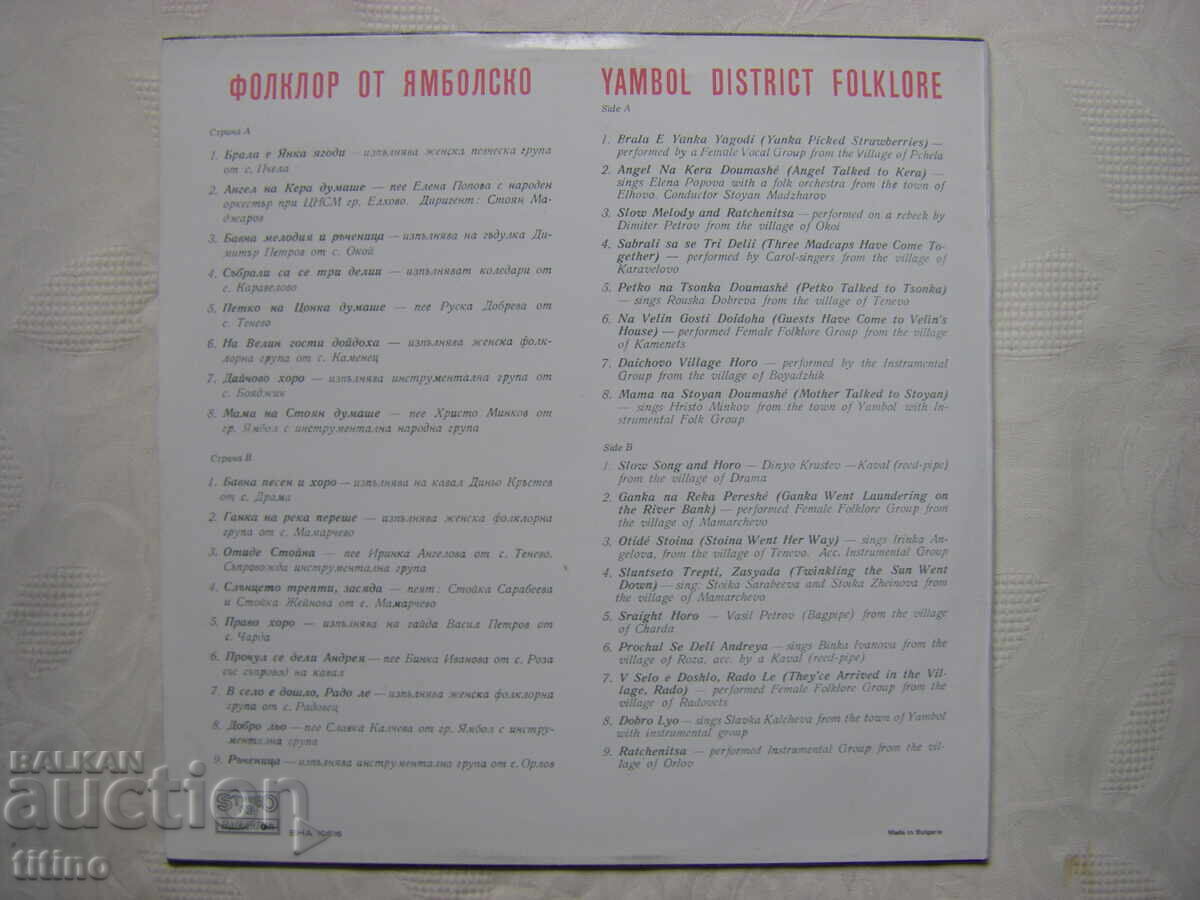 ФОЛКЛОР ОТ ЯМБОЛСКО
Страна А
1. Брала е Янка ягоди — изпълнява женска певческа група
от с. Пчела
2. Ангел на Кера думаше — пее Елена Попова с народен
оркестър при ЦНСМ гр. Елхово. Диригент: Стоян Ма-
джаров
3. Бавна мелодия и ръченица — изпълнява на гъдулка Ди-
митър Петров от с. Окой
4. Събрали са се три делии — изпълняват коледари от
с. Каравелово
5. Петко на Цонка думаше — пее Руска Добрева от
с. Тенево
6. На Велин гости дойдоха — изпълнява женска фолк-
лорна група от с. Каменец
7. Дайчово хоро — изпълнява инструментална група от
с. Бояджик
8. Мама на Стоян думаше — пее Христо Минков от
гр. Ямбол с инструментална народна група
Страна В
1. Бавна песен и хоро — изпълнява на кавал Диньо Кръстев
от с. Драма
2. Ганка на река переше — изпълнява женска фолклорна
група от с. Мамарчево
3. Отиде Стойна — пее Иринка Ангелова от с. Тенево.
Съпровожда инструментална група
4. Слънцето трепти, засяда — пеят: Стойка Сарабеева
и Стойка Жейнова от с. Мамарчево
5. Право хоро — изпълнява на гайда Васил Петров от
с. Чарда
6. Прочул се дели Андрея — пее Бинка Иванова от с. Роза
със съпровод на кавал
7. В село е дошло, Радо ле — изпълнява женска фолклорна
група от с. Радовец
8. Добро льо — пее Славка Калчева от гр. Ямбол с инстру-
ментална група
9. Ръченица — изпълнява инструментална група от с. Орлов
YAMBOL DISTRICT FOLKLORE
Side A
1. Brala E Yanka Yagodi (Yanka Picked Strawberries) —
performed by a Female Vocal Group from the Village of Pchela
2. Angel Na Kera Doumashé (Angel Talked to Kera) —
sings Elena Popova with a folk orchestra from the town of
Elhovo. Conductor Stoyan Madzharov
3. Slow Melody and Ratchenitsa — performed on a rebeck by
Dimiter Petrov from the village of Okoi
4. Sabrali sa se Tri Delii (Three Madcaps Have Come To-
gether) — performed by Carol-singers from the village of
Karavelovo
5. Petko na Tsonka Doumashé (Petko Talked to Tsonka)
— sings Rouska Dobreva from the village of Tenevo
6. Na Velin Gosti Doidoha (Guests Have Come to Velin's
House) — performed Female Folklore Group from the village
of Kamenets
7. Daichovo Village Horo — performed by the Instrumental
Group from the village of Boyadzhik
8. Mama na Stoyan Doumashé (Mother Talked to Stoyan)
— sings Hristo Minkov from the town of Yambol with In-
strumental Folk Group
Side B
1. Slow Song and Horo — Dinyo Krustev — Kaval (reed-pipe)
from the village of Drama
2. Ganka na Reka Pereshé (Ganka Went Laundering on
the River Bank) — performed Female Folklore Group from
the village of Mamarchevo
3. Otidé Stoina (Stoina Went Her Way) — sings Irinka An-
gelova, from the village of Tenevo. Acc. Instrumental Group
4. Sluntseto Trepti, Zasyada (Twinkling the Sun Went
Down) — sing. Stoika Sarabeeva and Stoika Zheinova from
the village of Mamarchevo
5. Sraight Horo — Vasil Petrov (Bagpipe) from the village
of Charda
6. Prochul Se Deli Andreya — sings Binka Ivanova from the
village of Roza, acc. by a Kaval (reed-pipe)
7. V Selo e Doshlo, Rado Le (They'ce Arrived in the Vil-
lage, Rado) — performed Female Folklore Group from the
village of Radovets
8. Dobro Lyo — sings Slavka Kalcheva from the town of Yambol
with instrumental group
9. Ratchenitsa — performed Instrumental Group from the vil-
lage of Orlov
STEREO
ВНА
Made in Bulgaria
BALKAN
auction
titino